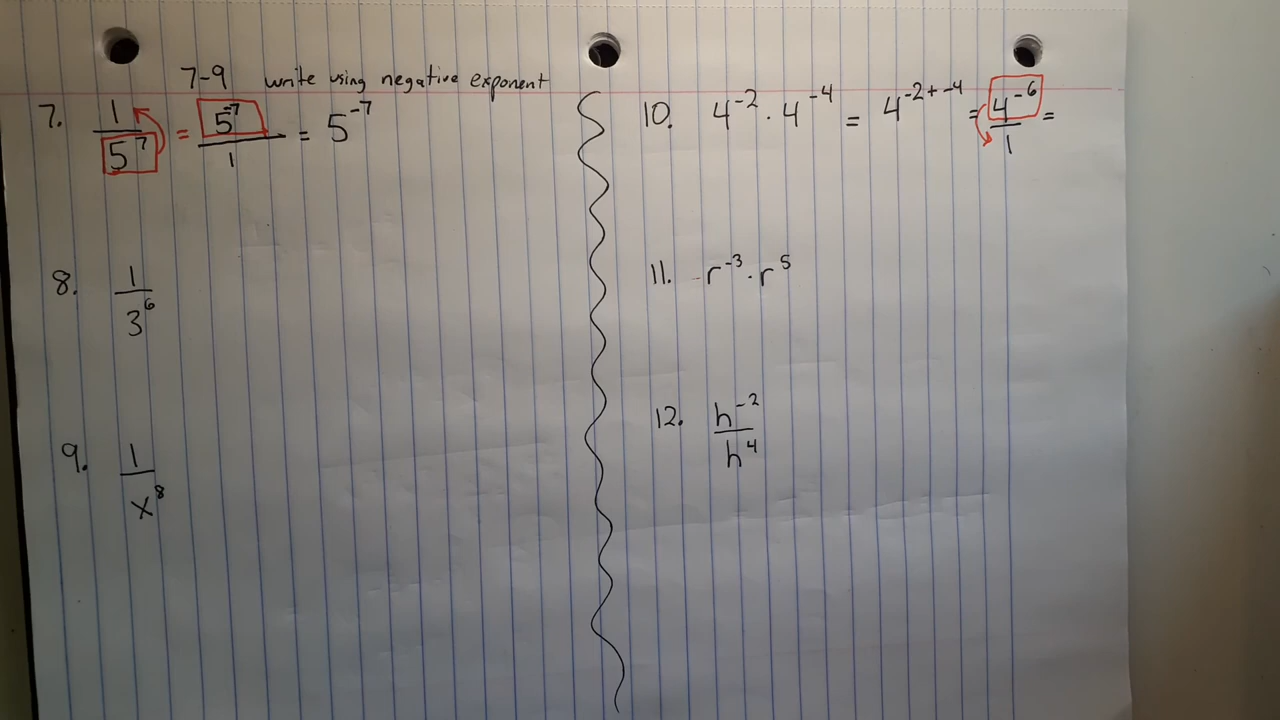 7-9 write using negative exponent
7. 1/5^7 = 5^-7/1 = 5^-7
8. 1/3^6
9. 1/x^8
10. 4^-2 · 4^-4 = 4^-2+-4 = 4^-6/1 =
11. r^-3 · r^5
12. h^-2/h^4